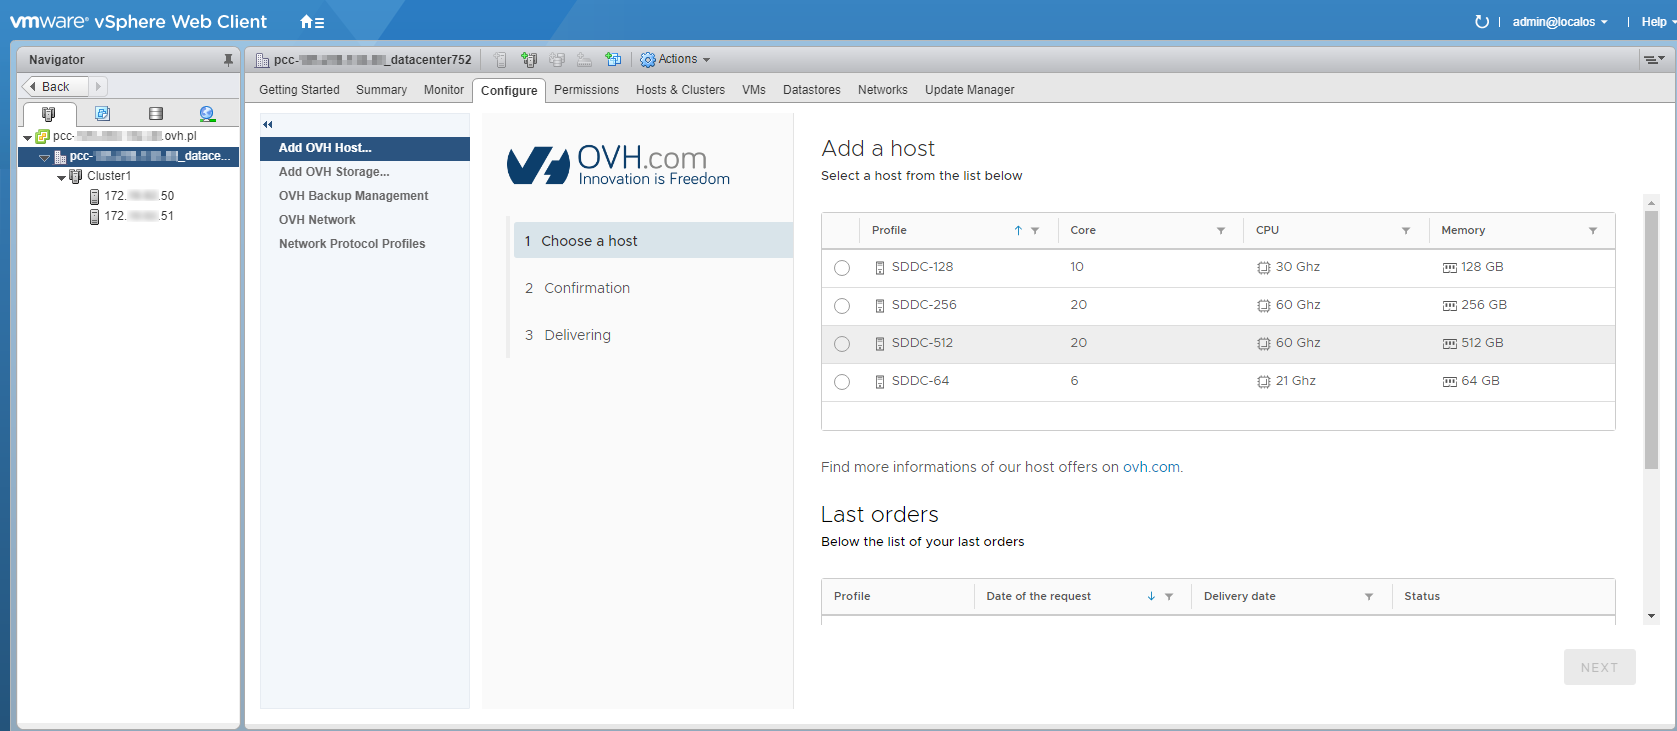 vmware® vSphere Web Client
admin@localos
Help
Navigator
Back
pcc- .ovh.pl
pcc- _datace...
Cluster1
172. .50
172. .51
pcc- _datacenter752
Actions
Getting Started Summary Monitor Configure Permissions Hosts & Clusters VMs Datastores Networks Update Manager
Add OVH Host...
Add OVH Storage...
OVH Backup Management
OVH Network
Network Protocol Profiles
OVH.com
Innovation is Freedom
1 Choose a host
2 Confirmation
3 Delivering
Add a host
Select a host from the list below
Profile Core CPU Memory
SDDC-128 10 30 Ghz 128 GB
SDDC-256 20 60 Ghz 256 GB
SDDC-512 20 60 Ghz 512 GB
SDDC-64 6 21 Ghz 64 GB
Find more informations of our host offers on ovh.com.
Last orders
Below the list of your last orders
Profile Date of the request Delivery date Status
NEXT